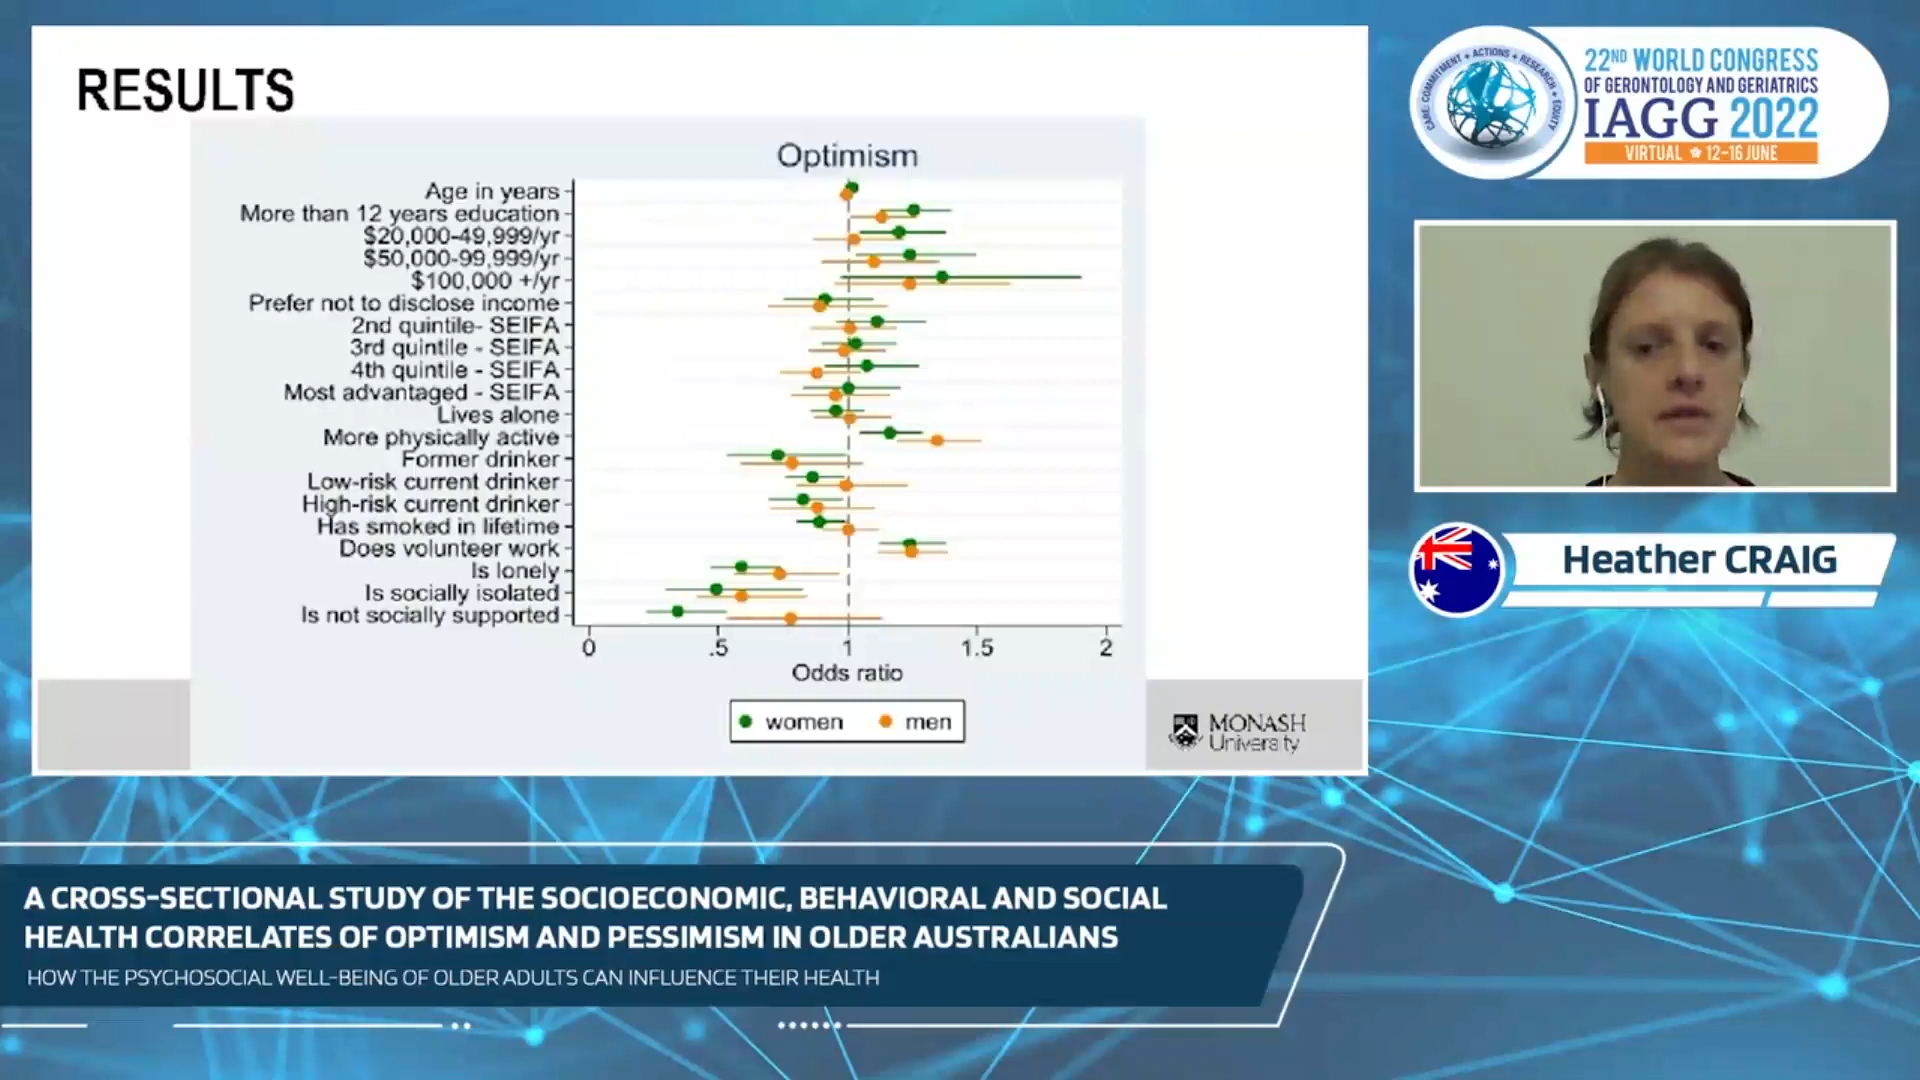 RESULTS
Optimism
Age in years
More than 12 years education
$20,000-49,999/yr
$50,000-99,999/yr
$100,000 +/yr
Prefer not to disclose income
2nd quintile- SEIFA
3rd quintile - SEIFA
4th quintile - SEIFA
Most advantaged - SEIFA
Lives alone
More physically active
Former drinker
Low-risk current drinker
High-risk current drinker
Has smoked in lifetime
Does volunteer work
Is lonely
Is socially isolated
Is not socially supported
0 .5 1 1.5 2
Odds ratio
women men
MONASH
University
CARE: COMMITMENT + ACTIONS + RESEARCH + EQUITY
22ND WORLD CONGRESS
OF GERONTOLOGY AND GERIATRICS
IAGG 2022
VIRTUAL 12-16 JUNE
Heather CRAIG
A CROSS-SECTIONAL STUDY OF THE SOCIOECONOMIC, BEHAVIORAL AND SOCIAL
HEALTH CORRELATES OF OPTIMISM AND PESSIMISM IN OLDER AUSTRALIANS
HOW THE PSYCHOSOCIAL WELL-BEING OF OLDER ADULTS CAN INFLUENCE THEIR HEALTH